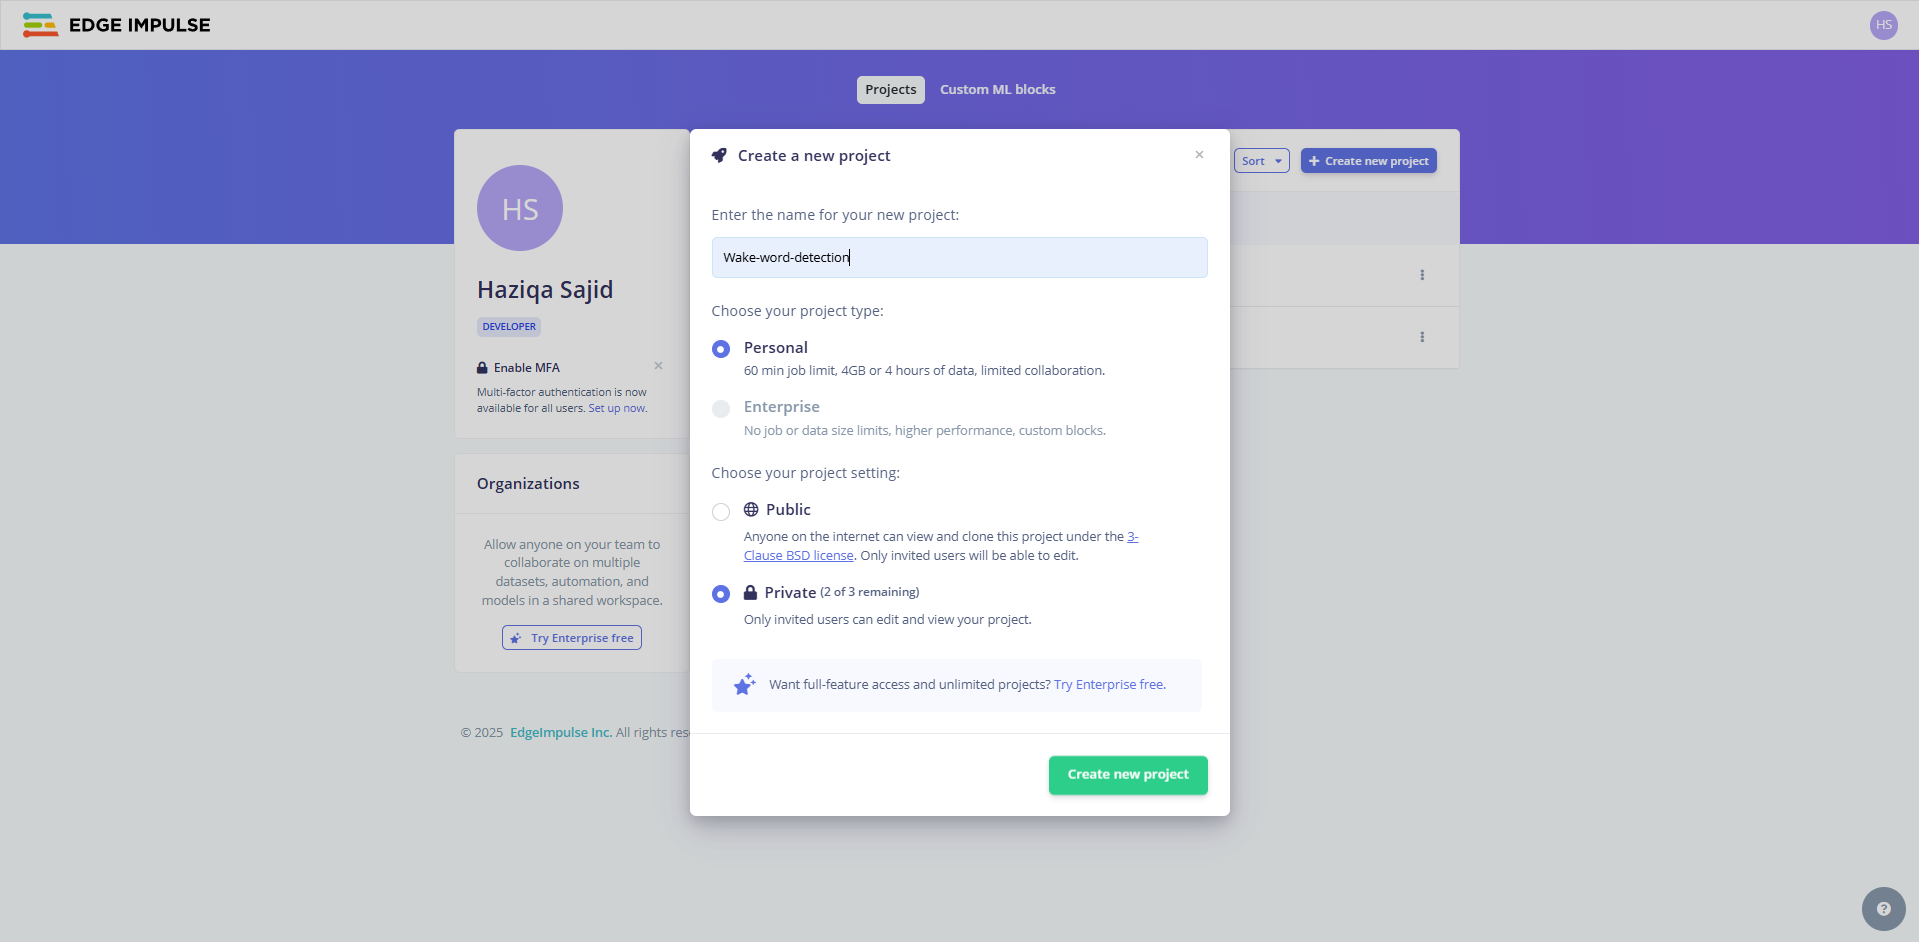 EDGE IMPULSE
HS
Projects
Custom ML blocks
HS
Haziqa Sajid
DEVELOPER
Enable MFA
×
Multi-factor authentication is now
available for all users. Set up now.
Organizations
Allow anyone on your team to
collaborate on multiple
datasets, automation, and
models in a shared workspace.
Try Enterprise free
© 2025 EdgeImpulse Inc. All rights
Create a new project
×
Enter the name for your new project:
Wake-word-detection
Choose your project type:
Personal
60 min job limit, 4GB or 4 hours of data, limited collaboration.
Enterprise
No job or data size limits, higher performance, custom blocks.
Choose your project setting:
Public
Anyone on the internet can view and clone this project under the 3-
Clause BSD license. Only invited users will be able to edit.
Private (2 of 3 remaining)
Only invited users can edit and view your project.
Want full-feature access and unlimited projects? Try Enterprise free.
Create new project
Sort
+ Create new project
?